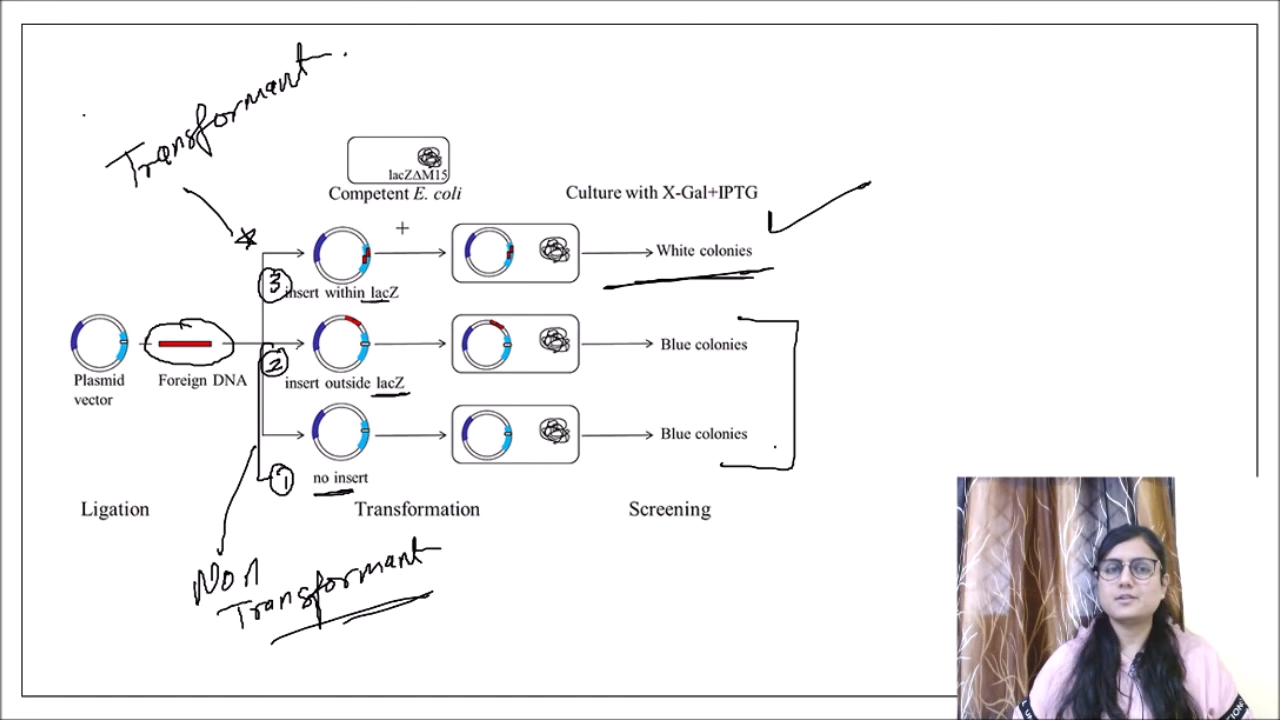 Transformant.
lacZΔM15
Competent E. coli
Culture with X-Gal+IPTG
+
White colonies
3
insert within lacZ
Blue colonies
2
Plasmid
vector
Foreign DNA
insert outside lacZ
Blue colonies
1
no insert
Ligation
Transformation
Screening
Non
Transformant